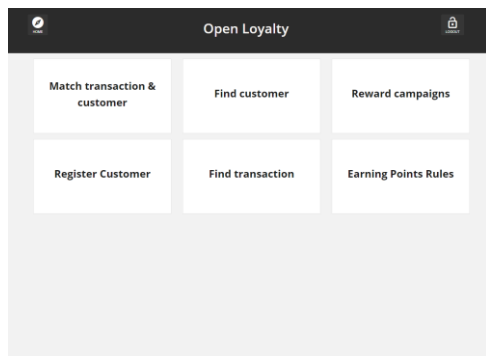 HOME
Open Loyalty
LOGOUT
Match transaction &
customer
Find customer
Reward campaigns
Register Customer
Find transaction
Earning Points Rules